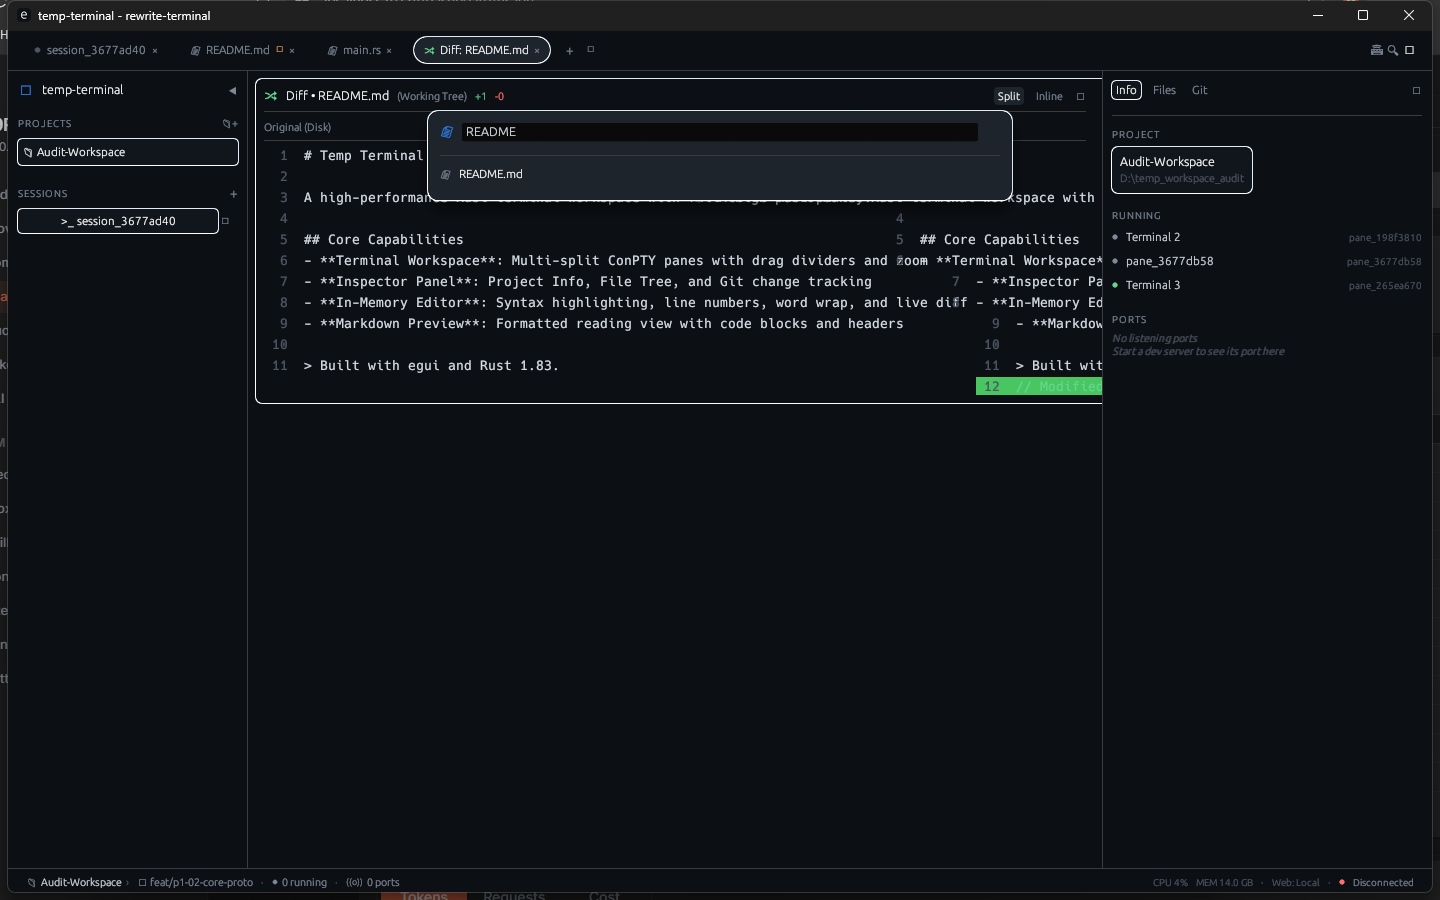 temp-terminal - rewrite-terminal
session_3677ad40 ×
README.md ×
main.rs ×
Diff: README.md ×
+
temp-terminal
PROJECTS
Audit-Workspace
SESSIONS +
>_ session_3677ad40
Diff • README.md (Working Tree) +1 -0
Split Inline
Original (Disk)
README
README.md
1 # Temp Terminal
2
3 A high-performance
kspace with
4
4
5 ## Core Capabilities
5 ## Core Capabilities
6 - **Terminal Workspace**: Multi-split ConPTY panes with drag dividers and zoom
- **Terminal Workspace*
7 - **Inspector Panel**: Project Info, File Tree, and Git change tracking
7 - **Inspector Pa
8 - **In-Memory Editor**: Syntax highlighting, line numbers, word wrap, and live diff
- **In-Memory Ed
9 - **Markdown Preview**: Formatted reading view with code blocks and headers
9 - **Markdow
10
10
11 > Built with egui and Rust 1.83.
11 > Built wit
12 // Modified
Info Files Git
PROJECT
Audit-Workspace
D:\temp_workspace_audit
RUNNING
Terminal 2 pane_198f3810
pane_3677db58 pane_3677db58
Terminal 3 pane_265ea670
PORTS
No listening ports
Start a dev server to see its port here
Audit-Workspace › feat/p1-02-core-proto · 0 running · ((o)) 0 ports
CPU 4% MEM 14.0 GB · Web: Local · Disconnected
Tokens Requests Cost